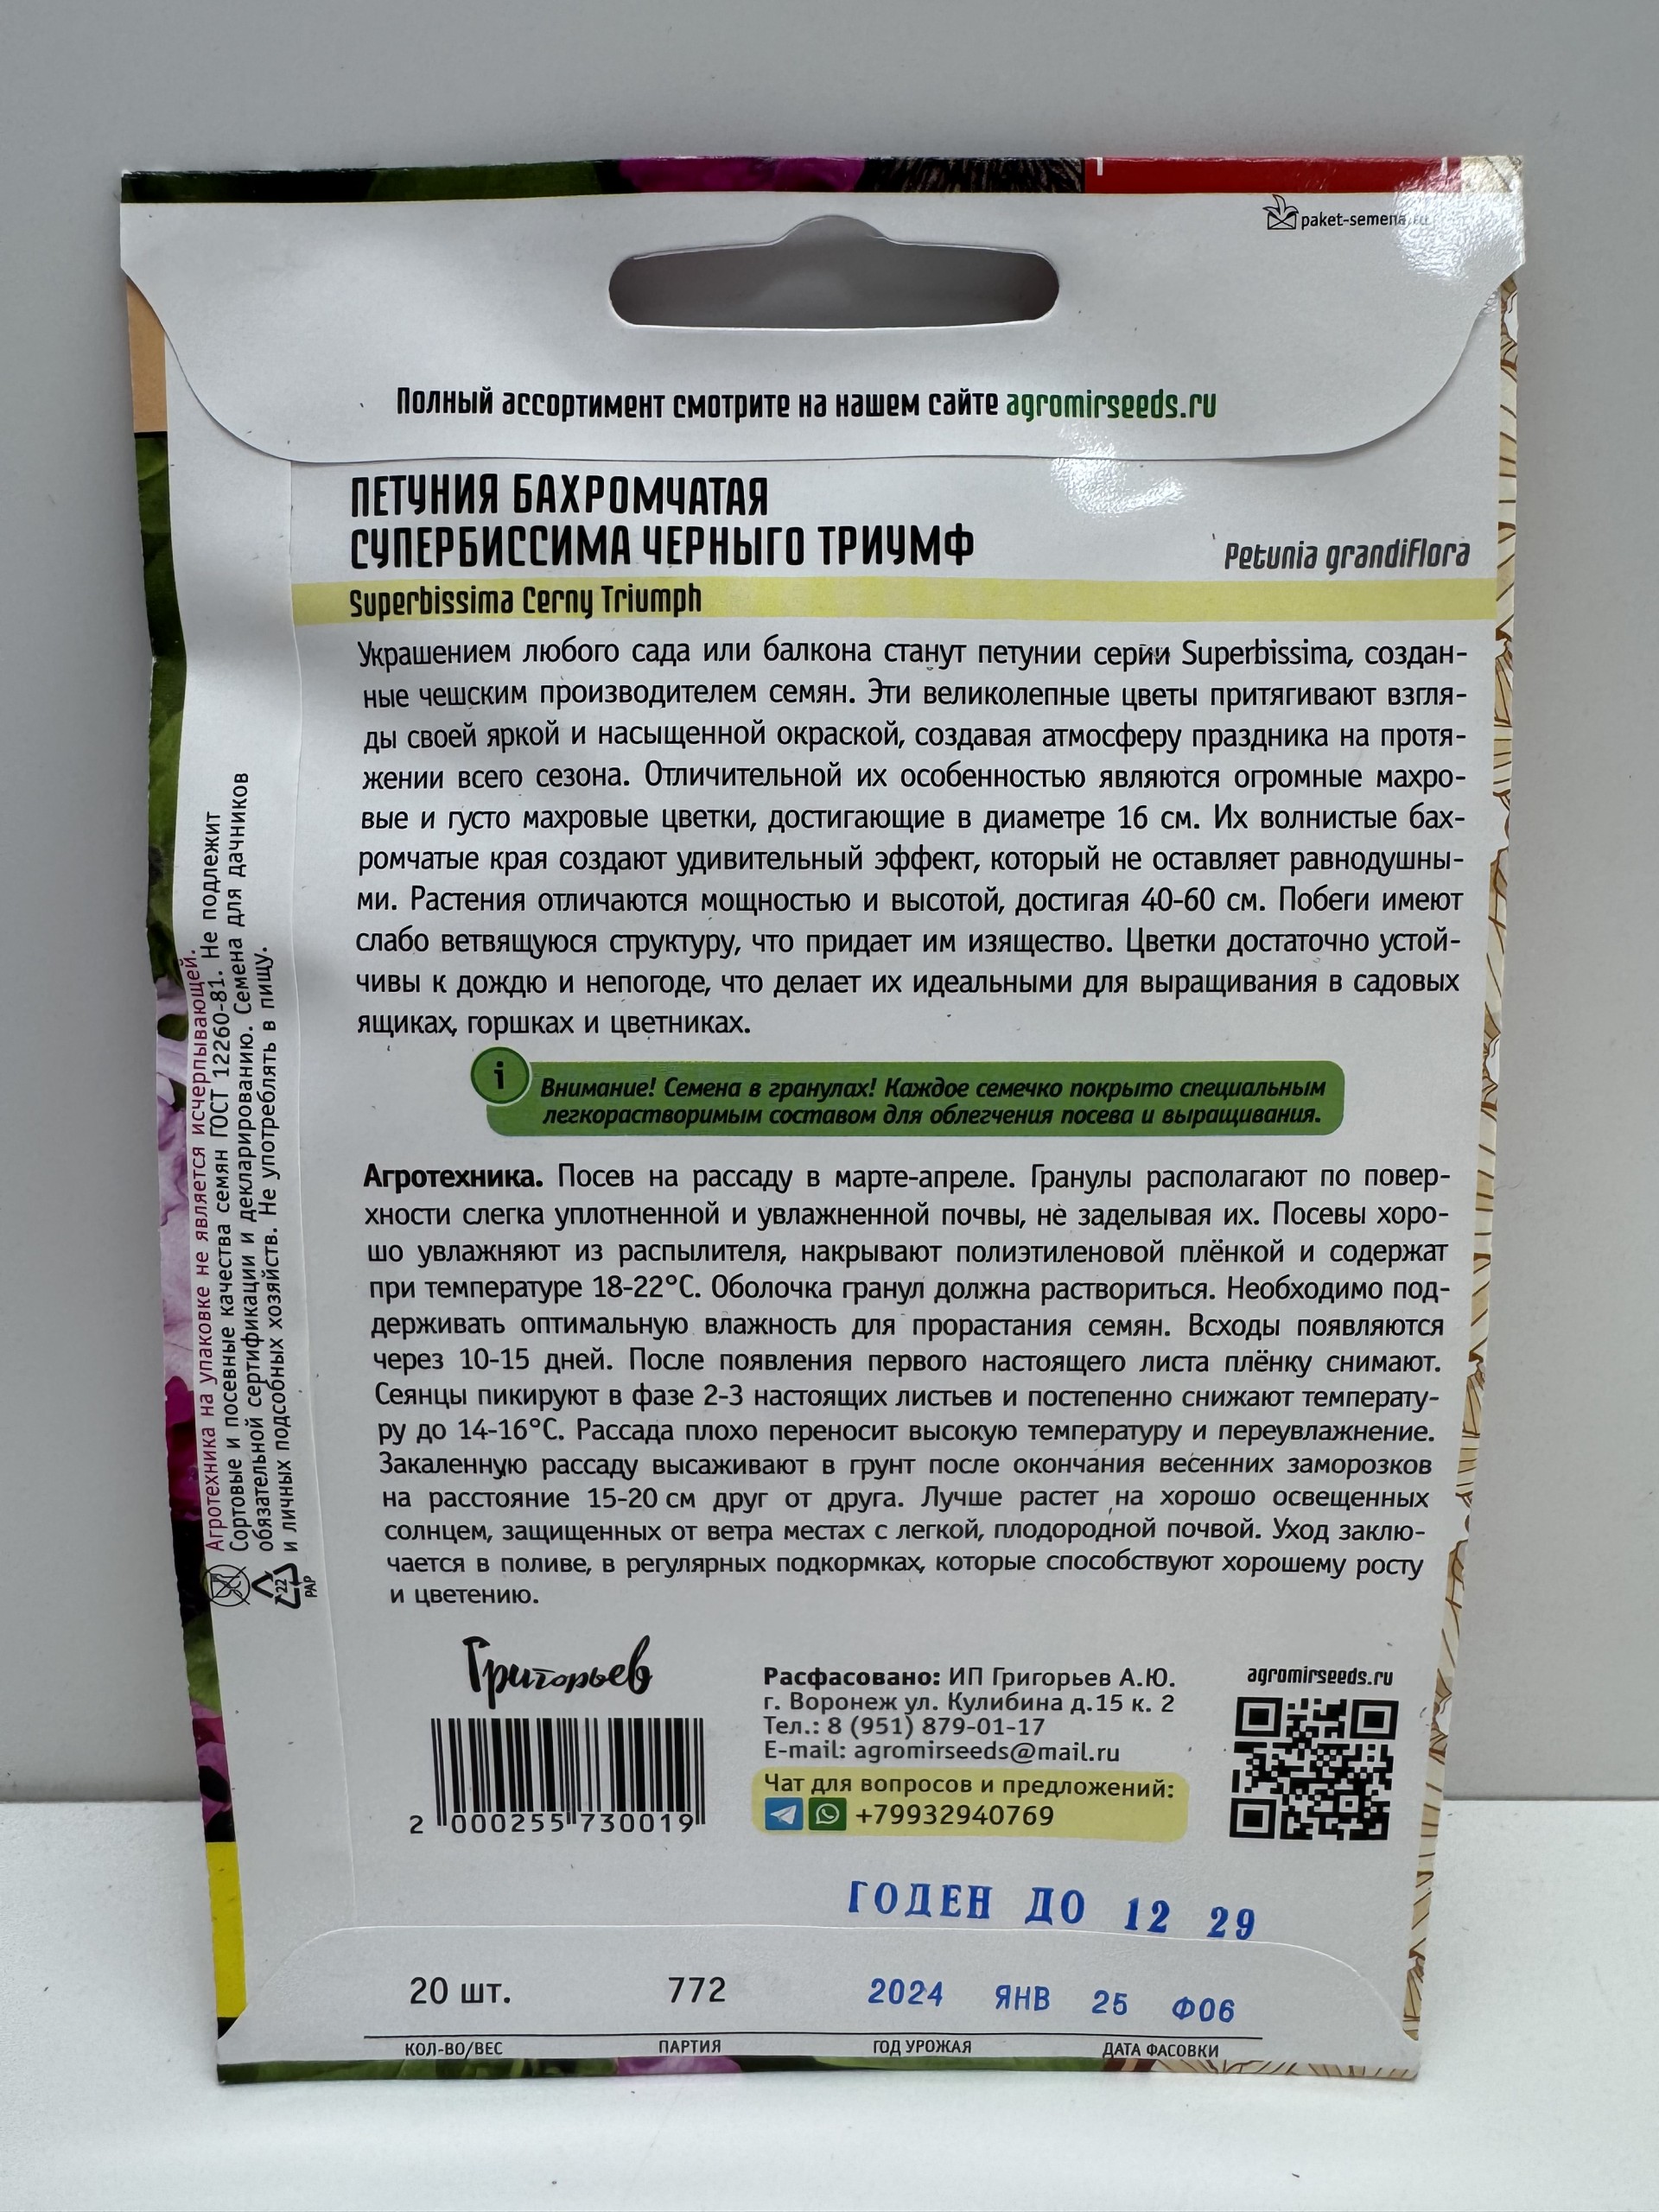 paket-semena.ru
Полный ассортимент смотрите на нашем сайте agromirseeds.ru
ПЕТУНИЯ БАХРОМЧАТАЯ
СУПЕРБИССИМА ЧЕРНЫГО ТРИУМФ
Petunia grandiflora
Superbissima Cerny Triumph
Украшением любого сада или балкона станут петунии серии Superbissima, создан-
ные чешским производителем семян. Эти великолепные цветы притягивают взгля-
ды своей яркой и насыщенной окраской, создавая атмосферу праздника на протя-
жении всего сезона. Отличительной их особенностью являются огромные махро-
вые и густо махровые цветки, достигающие в диаметре 16 см. Их волнистые бах-
ромчатые края создают удивительный эффект, который не оставляет равнодушны-
ми. Растения отличаются мощностью и высотой, достигая 40-60 см. Побеги имеют
слабо ветвящуюся структуру, что придает им изящество. Цветки достаточно устой-
чивы к дождю и непогоде, что делает их идеальными для выращивания в садовых
ящиках, горшках и цветниках.
i
Внимание! Семена в гранулах! Каждое семечко покрыто специальным
легкорастворимым составом для облегчения посева и выращивания.
Агротехника. Посев на рассаду в марте-апреле. Гранулы располагают по повер-
хности слегка уплотненной и увлажненной почвы, не заделывая их. Посевы хоро-
шо увлажняют из распылителя, накрывают полиэтиленовой плёнкой и содержат
при температуре 18-22°С. Оболочка гранул должна раствориться. Необходимо под-
держивать оптимальную влажность для прорастания семян. Всходы появляются
через 10-15 дней. После появления первого настоящего листа плёнку снимают.
Сеянцы пикируют в фазе 2-3 настоящих листьев и постепенно снижают температу-
ру до 14-16°С. Рассада плохо переносит высокую температуру и переувлажнение.
Закаленную рассаду высаживают в грунт после окончания весенних заморозков
на расстояние 15-20 см друг от друга. Лучше растет на хорошо освещенных
солнцем, защищенных от ветра местах с легкой, плодородной почвой. Уход заклю-
чается в поливе, в регулярных подкормках, которые способствуют хорошему росту
и цветению.
Агротехника на упаковке не является исчерпывающей.
Сортовые и посевные качества семян ГОСТ 12260-81. Не подлежит
обязательной сертификации и декларированию. Семена для дачников
и личных подсобных хозяйств. Не употреблять в пищу.
22
PAP
Григорьев
2 000255 730019
Расфасовано: ИП Григорьев А.Ю.
г. Воронеж ул. Кулибина д.15 к. 2
Тел.: 8 (951) 879-01-17
E-mail: agromirseeds@mail.ru
Чат для вопросов и предложений:
+79932940769
agromirseeds.ru
ГОДЕН ДО 12 29
20 шт. 772 2024 ЯНВ 25 Ф06
КОЛ-ВО/ВЕС ПАРТИЯ ГОД УРОЖАЯ ДАТА ФАСОВКИ